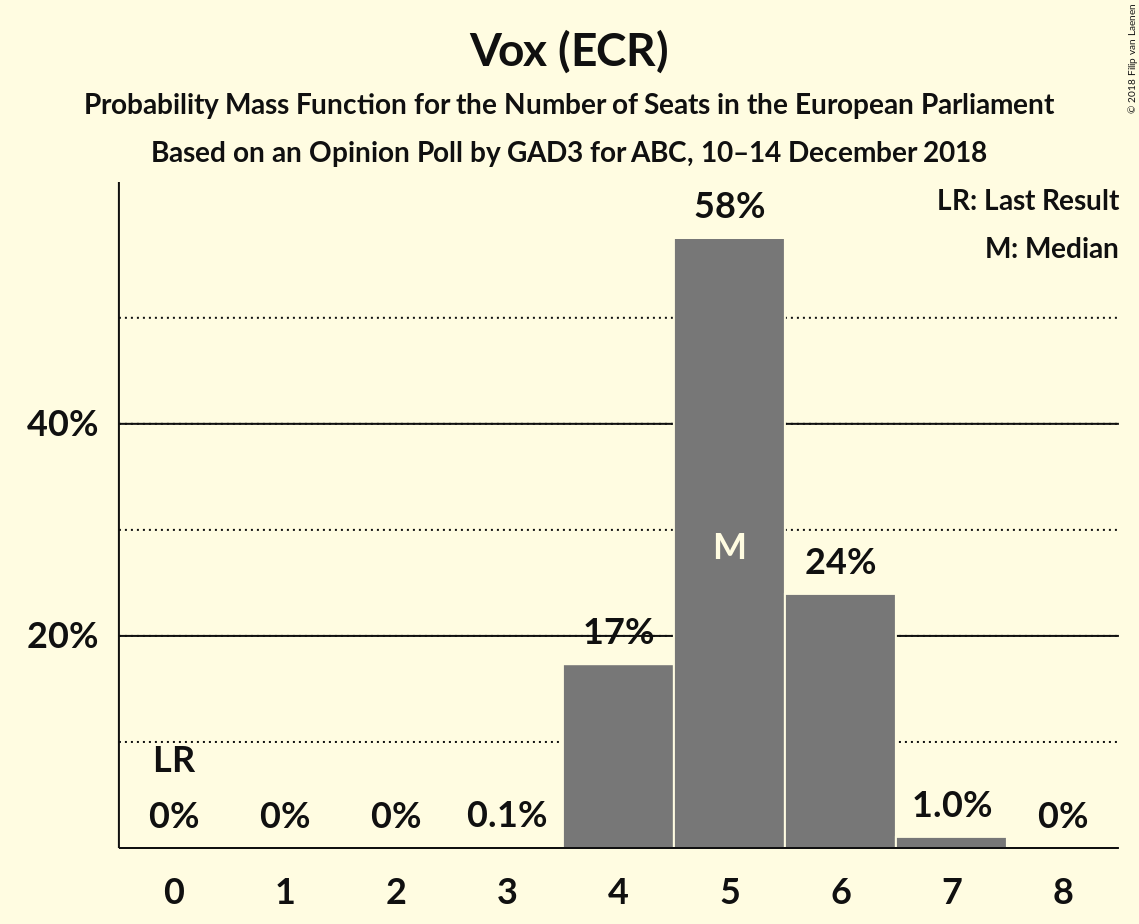 Vox (ECR)
Probability Mass Function for the Number of Seats in the European Parliament
Based on an Opinion Poll by GAD3 for ABC, 10–14 December 2018
© 2018 Filip van Laenen
LR: Last Result
M: Median
58%
40%
M
24%
20%
17%
LR
0%
0%
0%
0.1%
1.0%
0%
0 1 2 3 4 5 6 7 8